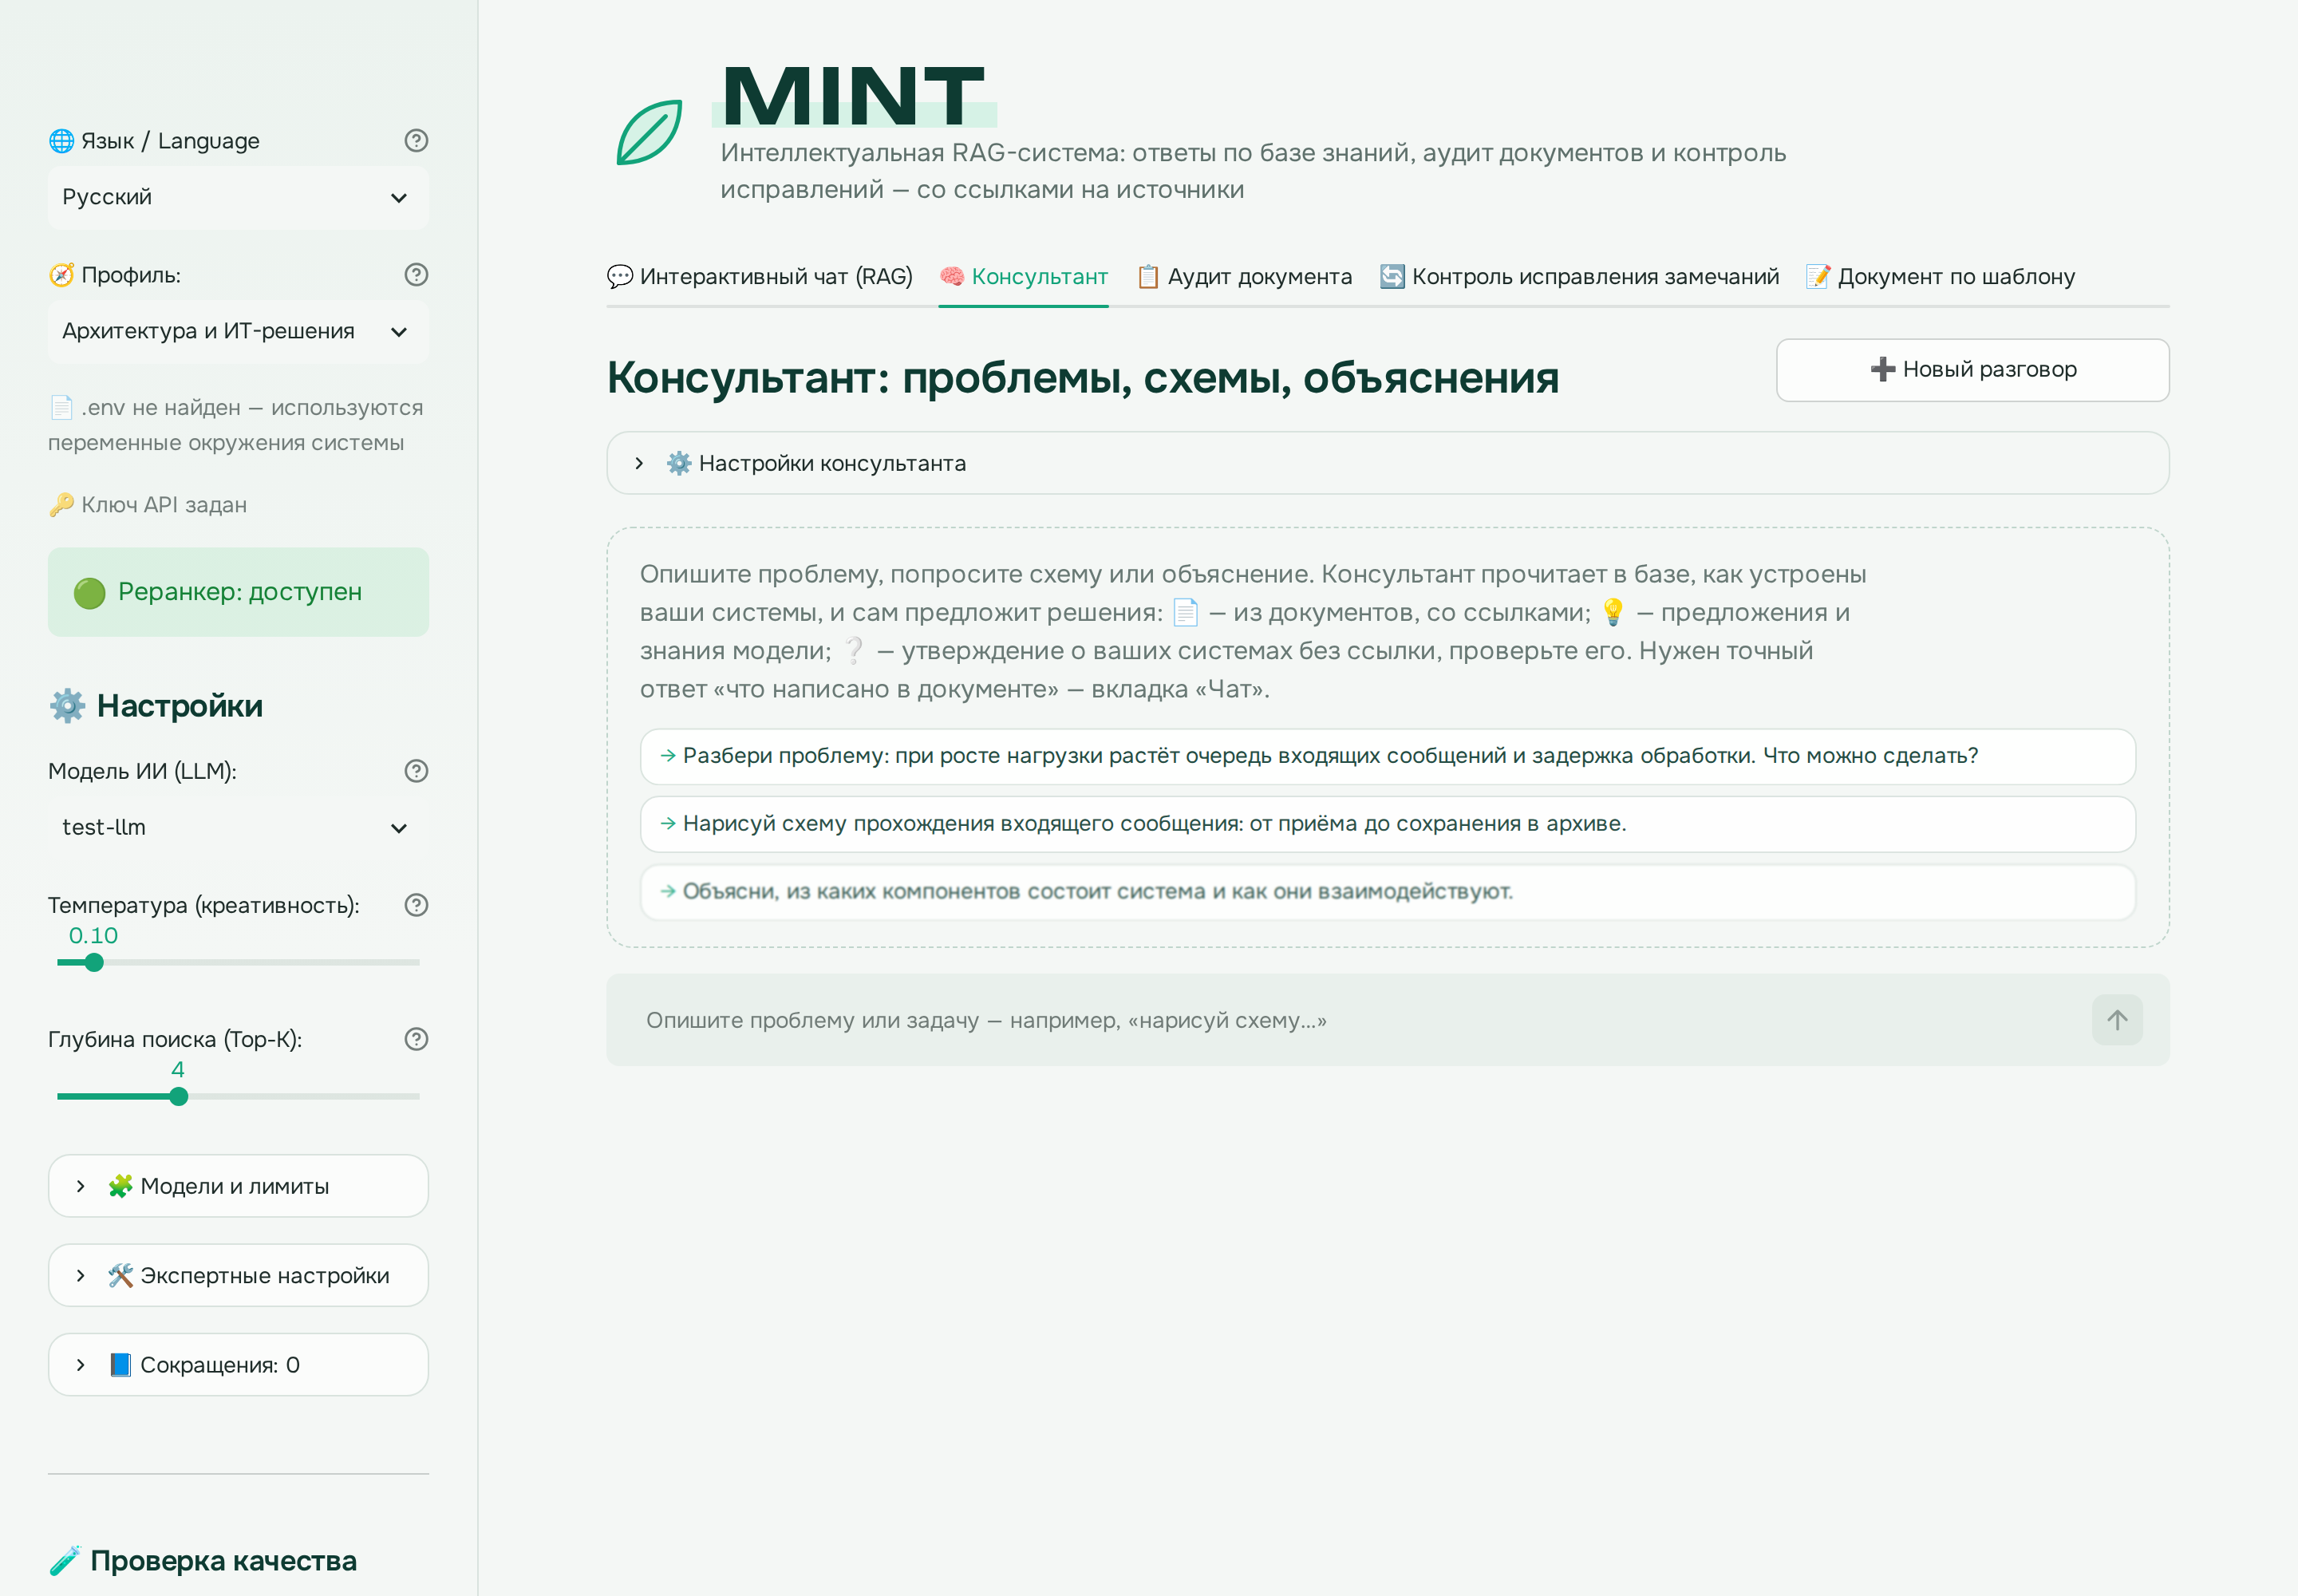 Язык / Language
Русский
Профиль:
Архитектура и ИТ-решения
.env не найден — используются
переменные окружения системы
Ключ API задан
Реранкер: доступен
Настройки
Модель ИИ (LLM):
test-llm
Температура (креативность):
0.10
Глубина поиска (Top-K):
4
Модели и лимиты
Экспертные настройки
Сокращения: 0
Проверка качества
MINT
Интеллектуальная RAG-система: ответы по базе знаний, аудит документов и контроль
исправлений — со ссылками на источники
Интерактивный чат (RAG) Консультант Аудит документа Контроль исправления замечаний Документ по шаблону
Консультант: проблемы, схемы, объяснения
Новый разговор
Настройки консультанта
Опишите проблему, попросите схему или объяснение. Консультант прочитает в базе, как устроены
ваши системы, и сам предложит решения: 📄 — из документов, со ссылками; 💡 — предложения и
знания модели; ❔ — утверждение о ваших системах без ссылки, проверьте его. Нужен точный
ответ «что написано в документе» — вкладка «Чат».
→ Разбери проблему: при росте нагрузки растёт очередь входящих сообщений и задержка обработки. Что можно сделать?
→ Нарисуй схему прохождения входящего сообщения: от приёма до сохранения в архиве.
→ Объясни, из каких компонентов состоит система и как они взаимодействуют.
Опишите проблему или задачу — например, «нарисуй схему…»